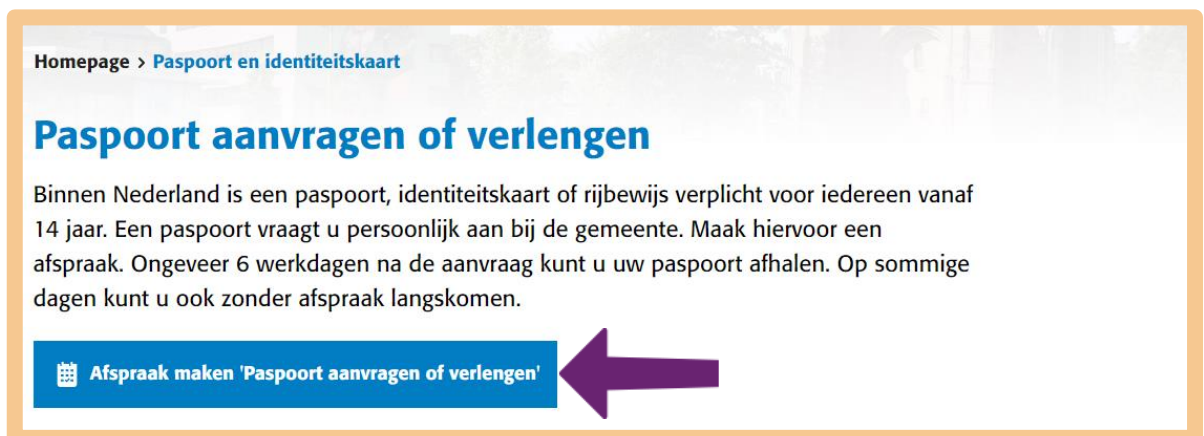 Homepage > Paspoort en identiteitskaart
Paspoort aanvragen of verlengen
Binnen Nederland is een paspoort, identiteitskaart of rijbewijs verplicht voor iedereen vanaf
14 jaar. Een paspoort vraagt u persoonlijk aan bij de gemeente. Maak hiervoor een
afspraak. Ongeveer 6 werkdagen na de aanvraag kunt u uw paspoort afhalen. Op sommige
dagen kunt u ook zonder afspraak langskomen.
Afspraak maken 'Paspoort aanvragen of verlengen'